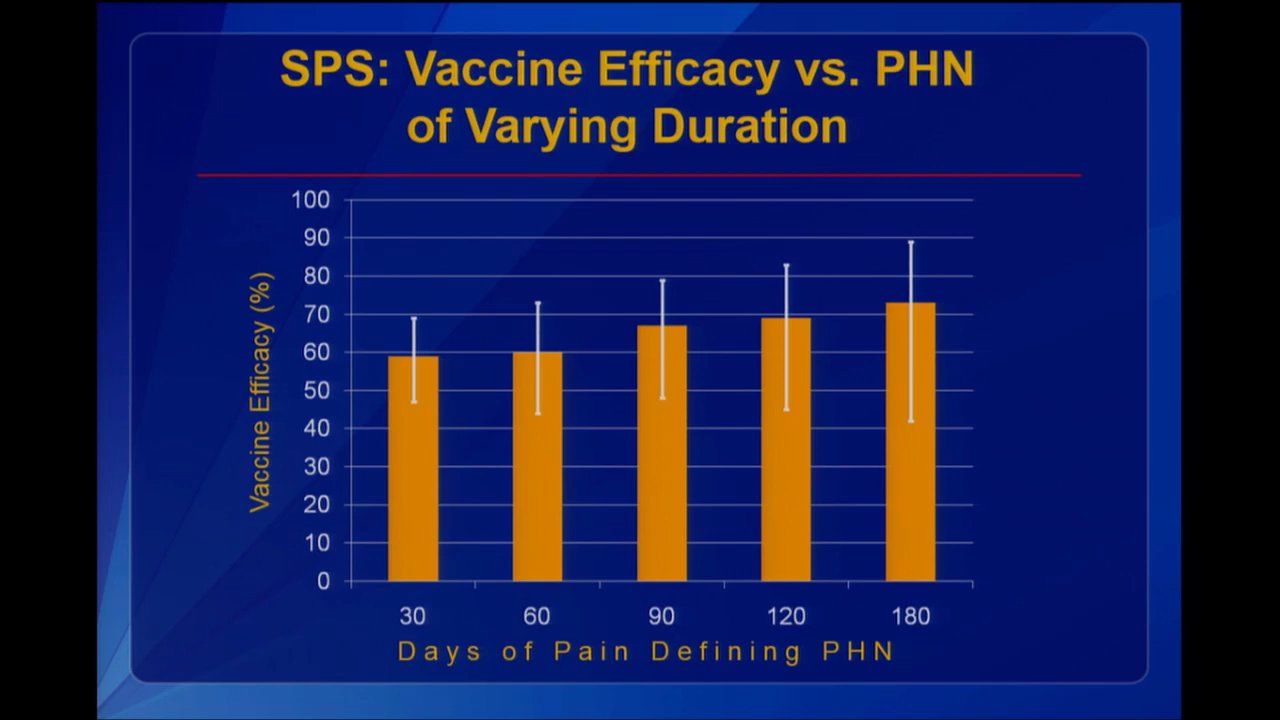 SPS: Vaccine Efficacy vs. PHN
of Varying Duration
Vaccine Efficacy (%)
100
90
80
70
60
50
40
30
20
10
0
30 60 90 120 180
Days of Pain Defining PHN